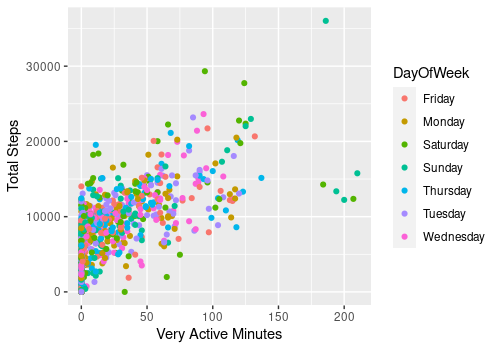 Total Steps
30000
20000
10000
0
0
50
100
150
200
Very Active Minutes
DayOfWeek
Friday
Monday
Saturday
Sunday
Thursday
Tuesday
Wednesday